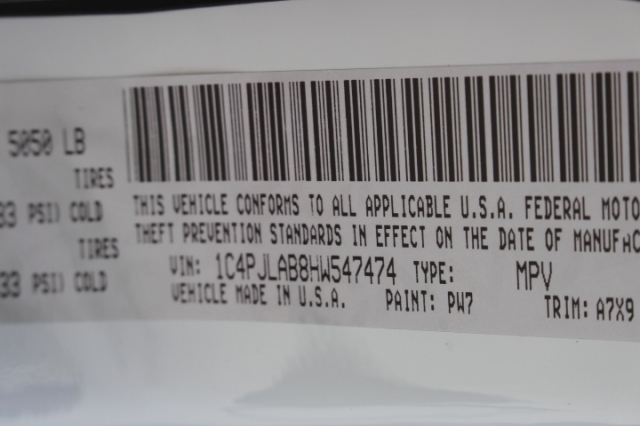 5050 LB
TIRES
33 PSI) COLD
TIRES
33 PSI) COLD
THIS VEHICLE CONFORMS TO ALL APPLICABLE U.S.A. FEDERAL MOTO
THEFT PREVENTION STANDARDS IN EFFECT ON THE DATE OF MANUFAC
VIN: 1C4PJLAB8HW547474 TYPE: MPV
VEHICLE MADE IN U.S.A. PAINT: PW7 TRIM: A7X9